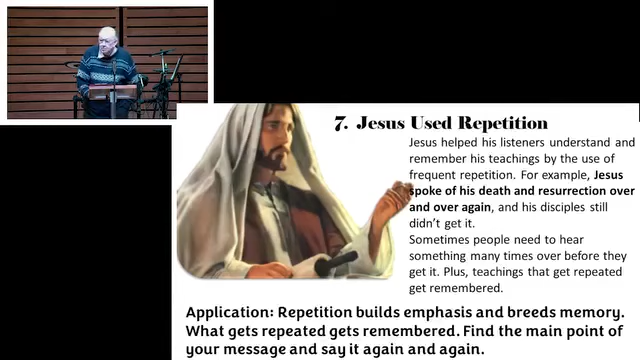 7. Jesus Used Repetition
Jesus helped his listeners understand and
remember his teachings by the use of
frequent repetition. For example, Jesus
spoke of his death and resurrection over
and over again, and his disciples still
didn't get it.
Sometimes people need to hear
something many times over before they
get it. Plus, teachings that get repeated
get remembered.
Application: Repetition builds emphasis and breeds memory.
What gets repeated gets remembered. Find the main point of
your message and say it again and again.